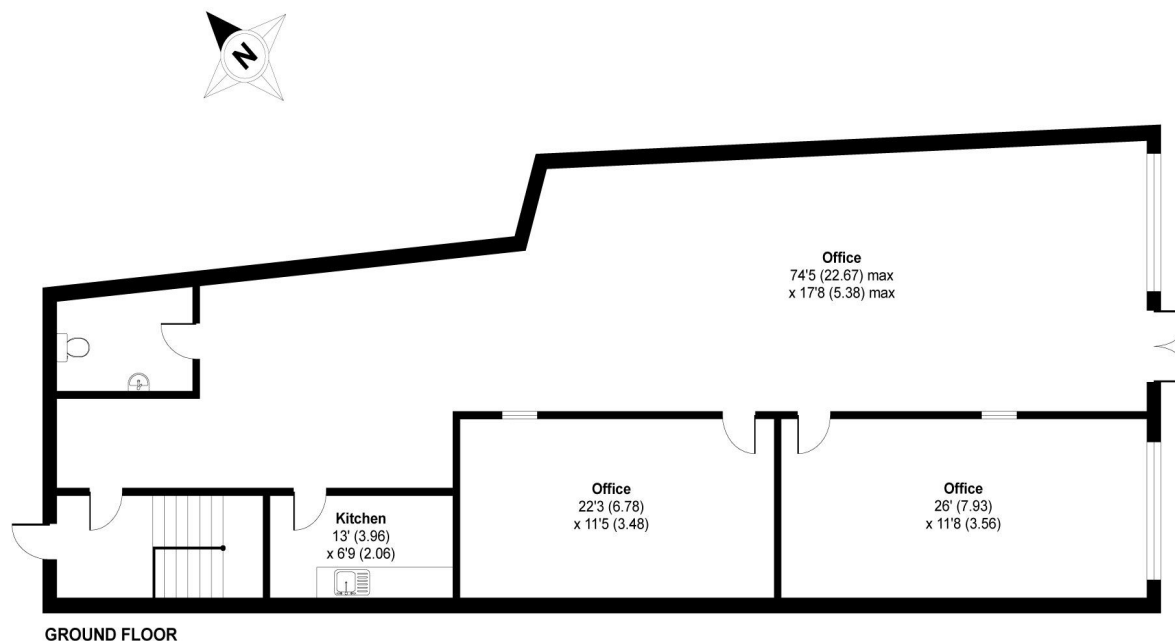 N
Office
74'5 (22.67) max
x 17'8 (5.38) max
Office
22'3 (6.78)
x 11'5 (3.48)
Office
26' (7.93)
x 11'8 (3.56)
Kitchen
13' (3.96)
x 6'9 (2.06)
GROUND FLOOR